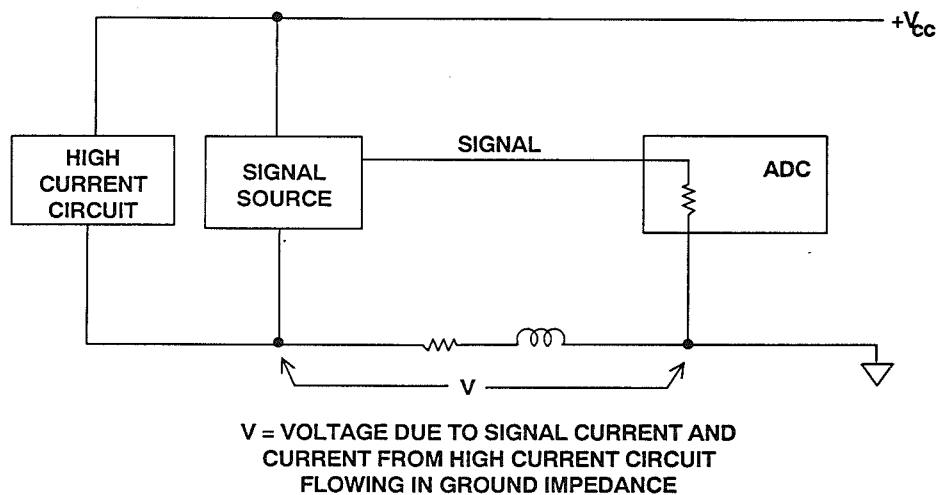 +Vcc
HIGH
CURRENT
CIRCUIT
SIGNAL
SOURCE
SIGNAL
ADC
V
V = VOLTAGE DUE TO SIGNAL CURRENT AND
CURRENT FROM HIGH CURRENT CIRCUIT
FLOWING IN GROUND IMPEDANCE